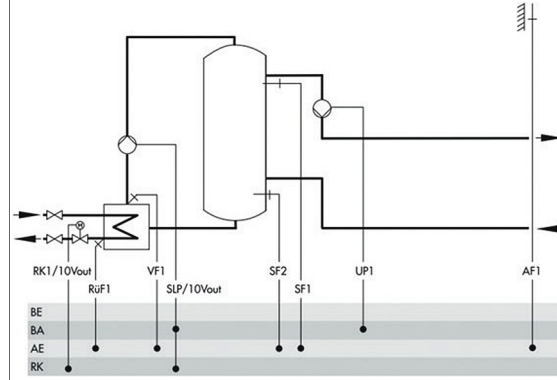 M
RK1/10Vout VF1 SF2 UP1 AF1
RüF1 SLP/10Vout SF1
BE
BA
AE
RK